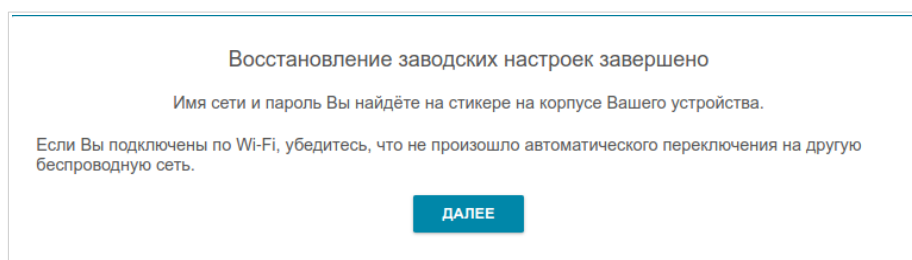 Восстановление заводских настроек завершено
Имя сети и пароль Вы найдёте на стикере на корпусе Вашего устройства.
Если Вы подключены по Wi-Fi, убедитесь, что не произошло автоматического переключения на другую
беспроводную сеть.
ДАЛЕЕ